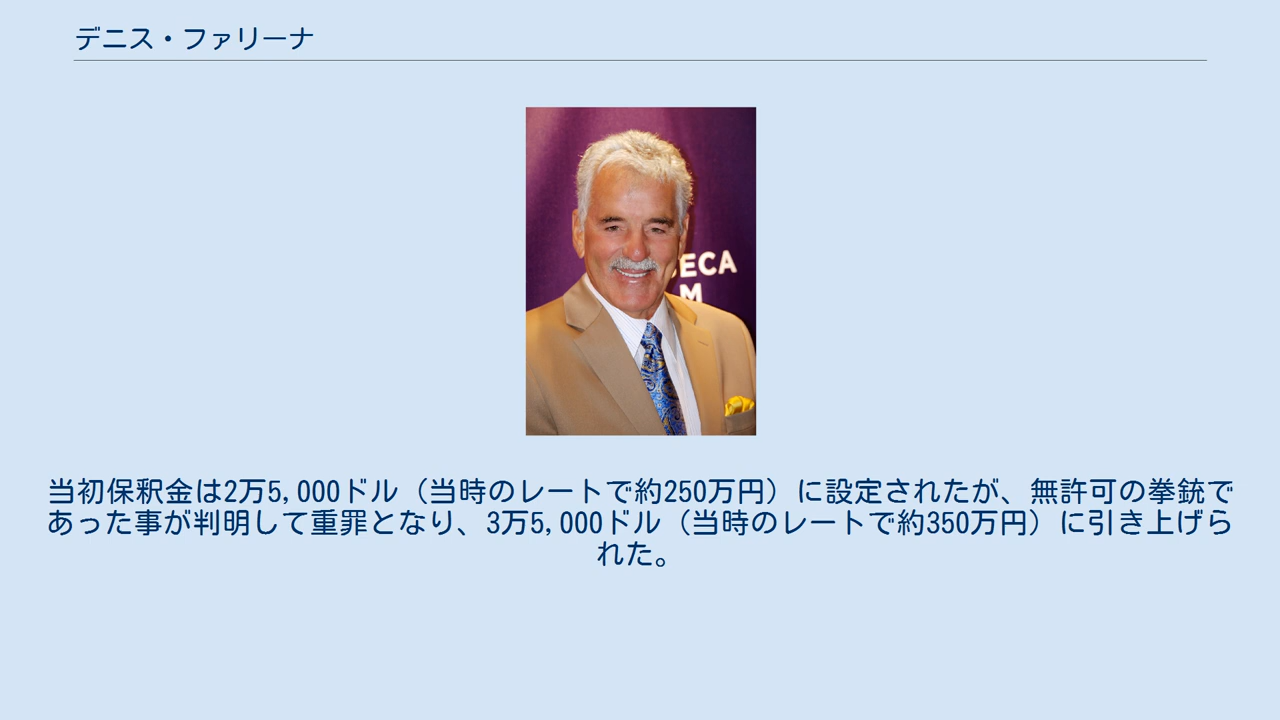 デニス・ファリーナ
ECA
M
当初保釈金は2万5,000ドル（当時のレートで約250万円）に設定されたが、無許可の拳銃で
あった事が判明して重罪となり、3万5,000ドル（当時のレートで約350万円）に引き上げら
れた。